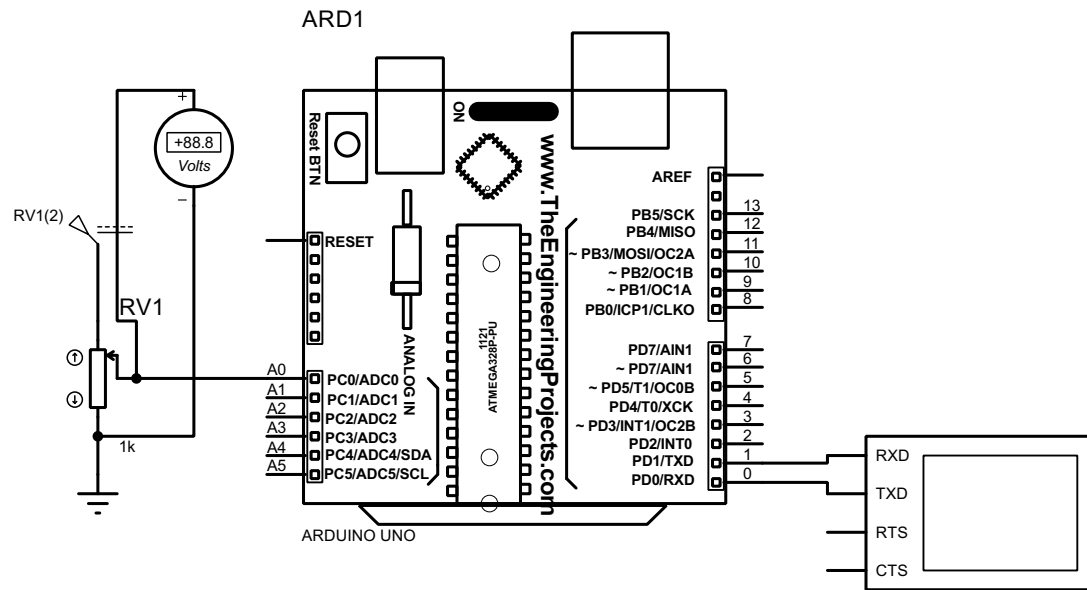 ARD1
+
+88.8
Volts
−
RV1(2)
RV1
1k
Reset BTN
ON
www.TheEngineeringProjects.com
RESET
ANALOG IN
1121
ATMEGA328P-PU
A0 PC0/ADC0
A1 PC1/ADC1
A2 PC2/ADC2
A3 PC3/ADC3
A4 PC4/ADC4/SDA
A5 PC5/ADC5/SCL
AREF
PB5/SCK 13
PB4/MISO 12
~ PB3/MOSI/OC2A 11
~ PB2/OC1B 10
~ PB1/OC1A 9
PB0/ICP1/CLKO 8
PD7/AIN1 7
~ PD7/AIN1 6
~ PD5/T1/OC0B 5
PD4/T0/XCK 4
~ PD3/INT1/OC2B 3
PD2/INT0 2
PD1/TXD 1
PD0/RXD 0
ARDUINO UNO
RXD
TXD
RTS
CTS